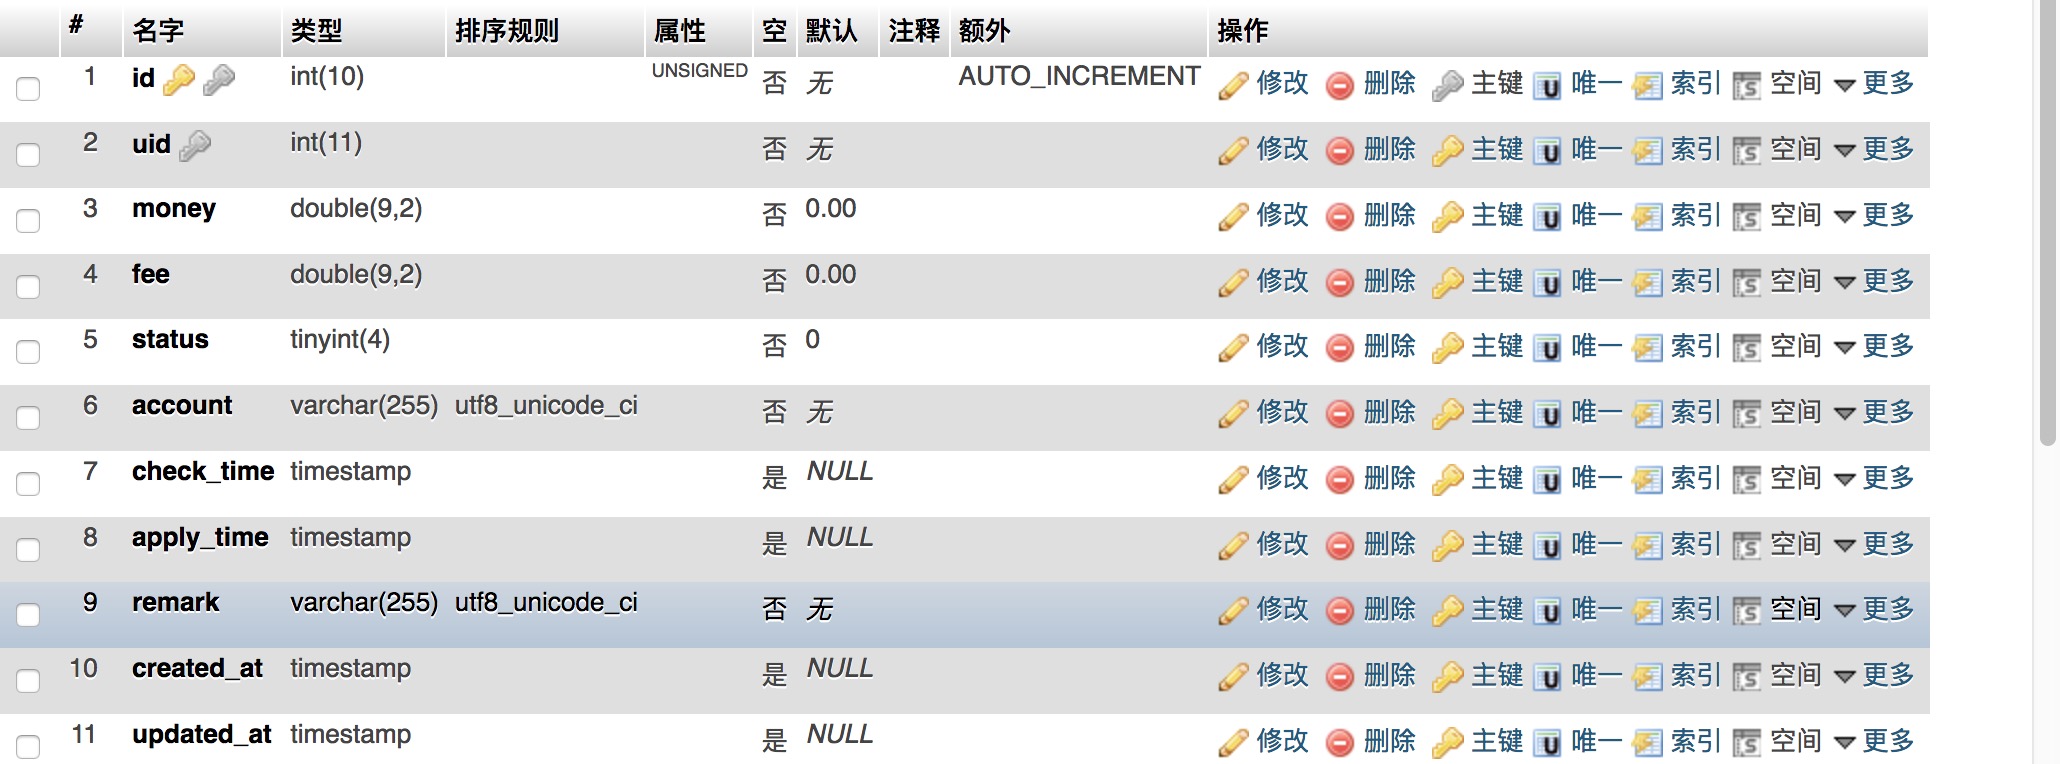 # 名字 类型 排序规则 属性 空 默认 注释 额外 操作
1 id int(10) UNSIGNED 否 无 AUTO_INCREMENT 修改 删除 主键 U 唯一 索引 S 空间 更多
2 uid int(11) 否 无 修改 删除 主键 U 唯一 索引 S 空间 更多
3 money double(9,2) 否 0.00 修改 删除 主键 U 唯一 索引 S 空间 更多
4 fee double(9,2) 否 0.00 修改 删除 主键 U 唯一 索引 S 空间 更多
5 status tinyint(4) 否 0 修改 删除 主键 U 唯一 索引 S 空间 更多
6 account varchar(255) utf8_unicode_ci 否 无 修改 删除 主键 U 唯一 索引 S 空间 更多
7 check_time timestamp 是 NULL 修改 删除 主键 U 唯一 索引 S 空间 更多
8 apply_time timestamp 是 NULL 修改 删除 主键 U 唯一 索引 S 空间 更多
9 remark varchar(255) utf8_unicode_ci 否 无 修改 删除 主键 U 唯一 索引 S 空间 更多
10 created_at timestamp 是 NULL 修改 删除 主键 U 唯一 索引 S 空间 更多
11 updated_at timestamp 是 NULL 修改 删除 主键 U 唯一 索引 S 空间 更多